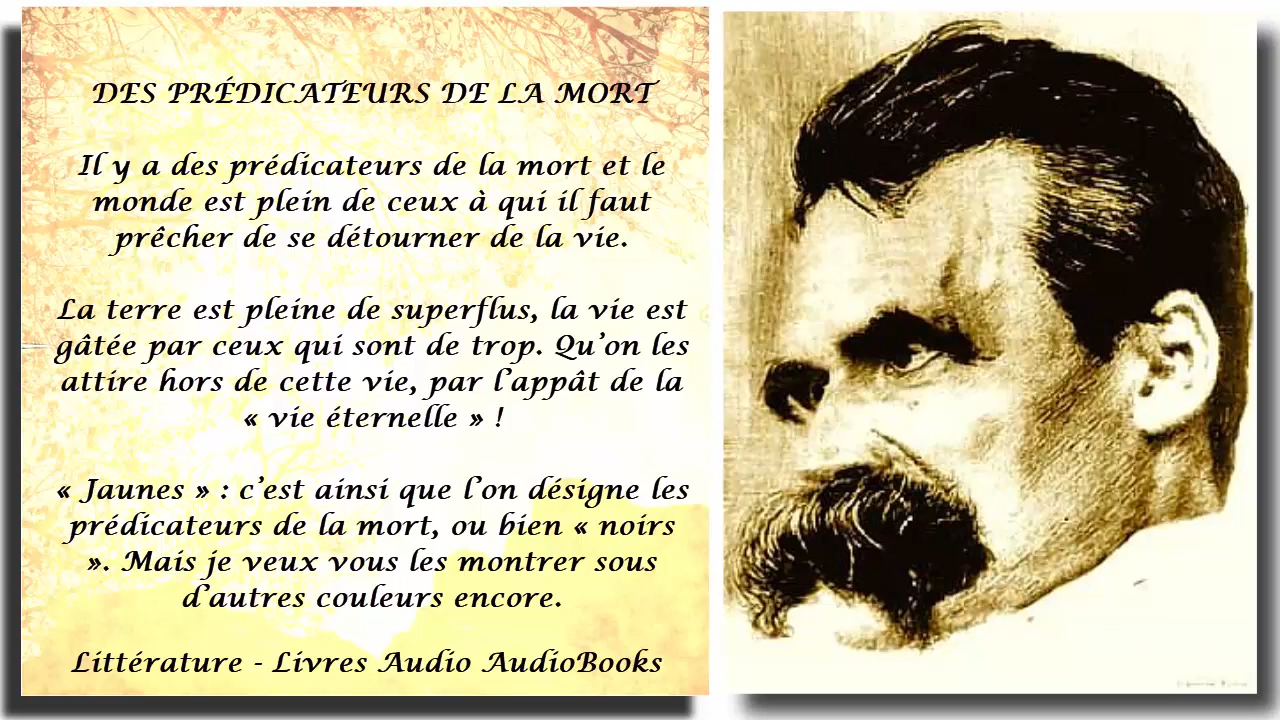 DES PRÉDICATEURS DE LA MORT
Il y a des prédicateurs de la mort et le
monde est plein de ceux à qui il faut
prêcher de se détourner de la vie.
La terre est pleine de superflus, la vie est
gâtée par ceux qui sont de trop. Qu’on les
attire hors de cette vie, par l’appât de la
« vie éternelle » !
« Jaunes » : c’est ainsi que l’on désigne les
prédicateurs de la mort, ou bien « noirs
». Mais je veux vous les montrer sous
d’autres couleurs encore.
Littérature - Livres Audio AudioBooks